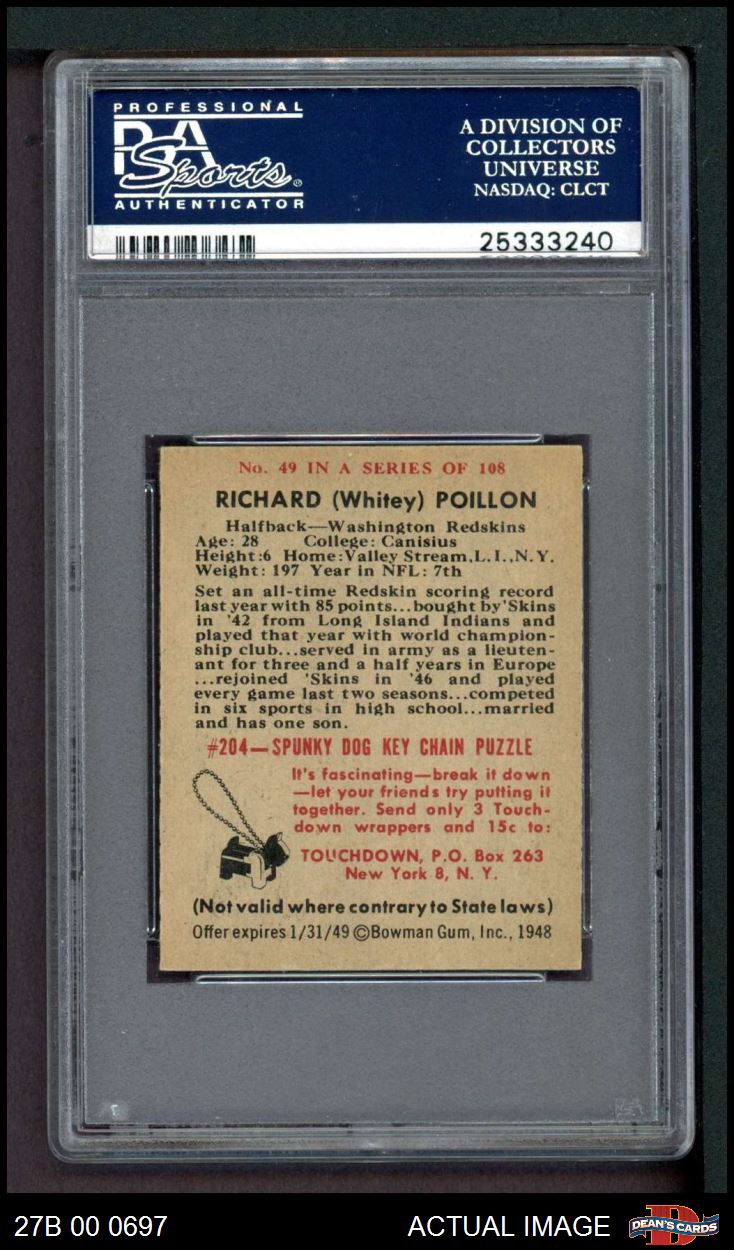 PROFESSIONAL
PSA
Sports
AUTHENTICATOR
A DIVISION OF
COLLECTORS
UNIVERSE
NASDAQ: CLCT
25333240
No. 49 IN A SERIES OF 108
RICHARD (Whitey) POILLON
Halfback—Washington Redskins
Age: 28 College: Canisius
Height:6 Home:Valley Stream,L.I.,N.Y.
Weight: 197 Year in NFL: 7th
Set an all-time Redskin scoring record
last year with 85 points...bought by 'Skins
in '42 from Long Island Indians and
played that year with world champion-
ship club...served in army as a lieuten-
ant for three and a half years in Europe
...rejoined 'Skins in '46 and played
every game last two seasons...competed
in six sports in high school...married
and has one son.
#204—SPUNKY DOG KEY CHAIN PUZZLE
It's fascinating—break it down
—let your friends try putting it
together. Send only 3 Touch-
down wrappers and 15c to:
TOUCHDOWN, P.O. Box 263
New York 8, N. Y.
(Not valid where contrary to State laws)
Offer expires 1/31/49 ©Bowman Gum, Inc., 1948
PSA
27B 00 0697
ACTUAL IMAGE
D
DEAN'S CARDS